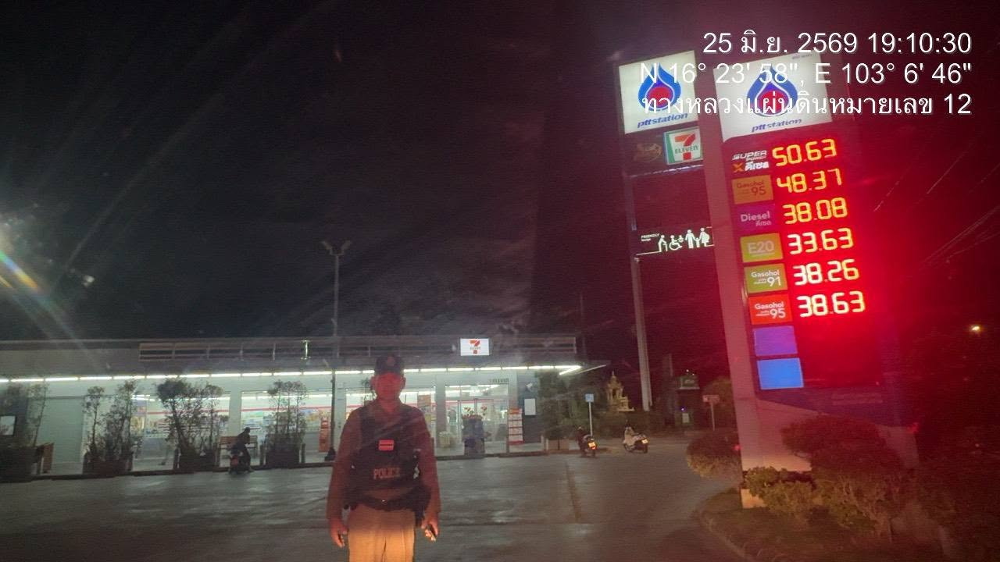 25 มิ.ย. 2569 19:10:30
N 16° 23' 58", E 103° 6' 46"
ทางหลวงแผ่นดินหมายเลข 12
pttstation
pttstation
7
ELEVEN
SUPER POWER X ดีเซล 50.63
Gasohol 95 48.37
Diesel ดีเซล 38.08
E20 33.63
Gasohol 91 38.26
Gasohol 95 38.63
FRIENDLY
7
ELEVEN
POLICE